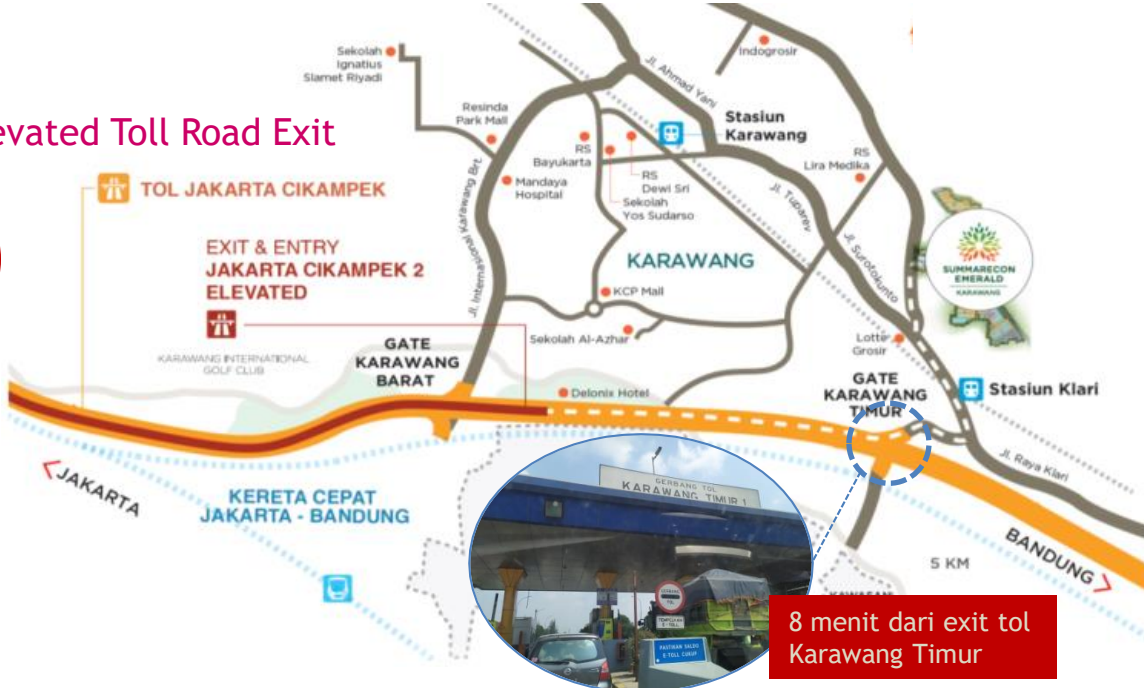 Sekolah
Ignatius
Slamet Riyadi
Indogrosir
Jl. Ahmad Yani
Resinda
Park Mall
Stasiun
Karawang
evated Toll Road Exit
RS
Bayukarta
RS
Lira Medika
TOL JAKARTA CIKAMPEK
Mandaya
Hospital
RS
Dewi Sri
Sekolah
Yos Sudarso
Jl. Internasional Karawang Brt.
Jl. Tuparev
EXIT & ENTRY
JAKARTA CIKAMPEK 2
ELEVATED
KARAWANG
Jl. Surotokunto
SUMMARECON
EMERALD
KARAWANG
KCP Mall
Sekolah Al-Azhar
Lotte
Grosir
KARAWANG INTERNATIONAL
GOLF CLUB
GATE
KARAWANG
BARAT
GATE
KARAWANG
TIMUR
Delonix Hotel
Stasiun Klari
Jl. Raya Klari
JAKARTA
KERETA CEPAT
JAKARTA - BANDUNG
GERBANG TOL
KARAWANG TIMUR 1
BANDUNG
5 KM
KAWASAN
PASTIKAN SALDO
E-TOLL CUKUP
8 menit dari exit tol
Karawang Timur